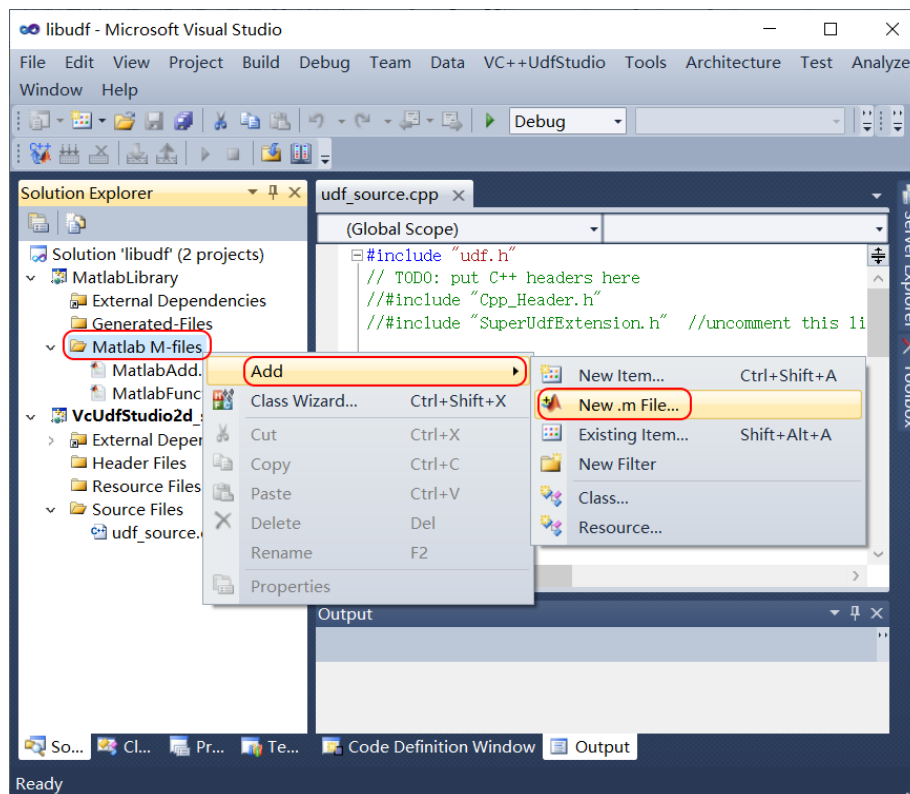 libudf - Microsoft Visual Studio
File Edit View Project Build Debug Team Data VC++UdfStudio Tools Architecture Test Analyze
Window Help
Debug
Solution Explorer
udf_source.cpp
(Global Scope)
Solution 'libudf' (2 projects)
MatlabLibrary
External Dependencies
Generated-Files
Matlab M-files
MatlabAdd.
MatlabFunc
VcUdfStudio2d_
External Deper
Header Files
Resource Files
Source Files
udf_source.
#include "udf.h"
// TODO: put C++ headers here
//#include "Cpp_Header.h"
//#include "SuperUdfExtension.h" //uncomment this li
Add
Class Wizard... Ctrl+Shift+X
Cut Ctrl+X
Copy Ctrl+C
Paste Ctrl+V
Delete Del
Rename F2
Properties
New Item... Ctrl+Shift+A
New .m File...
Existing Item... Shift+Alt+A
New Filter
Class...
Resource...
Server Explorer
Toolbox
Output
So... Cl... Pr... Te...
Code Definition Window Output
Ready